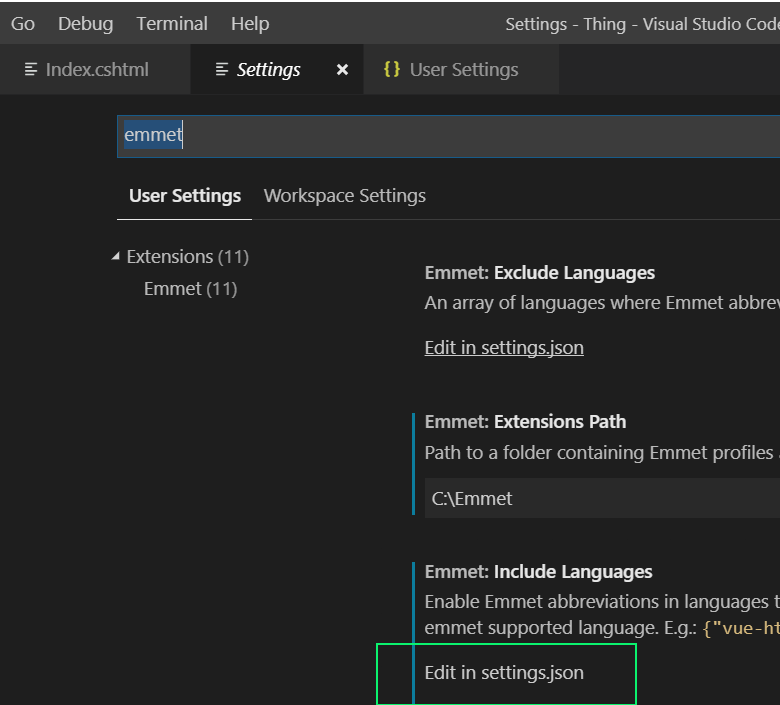 Go Debug Terminal Help Settings - Thing - Visual Studio Code
Index.cshtml Settings × {} User Settings
emmet
User Settings Workspace Settings
Extensions (11)
Emmet (11)
Emmet: Exclude Languages
An array of languages where Emmet abbrev
Edit in settings.json
Emmet: Extensions Path
Path to a folder containing Emmet profiles
C:\Emmet
Emmet: Include Languages
Enable Emmet abbreviations in languages t
emmet supported language. E.g.: {"vue-ht
Edit in settings.json